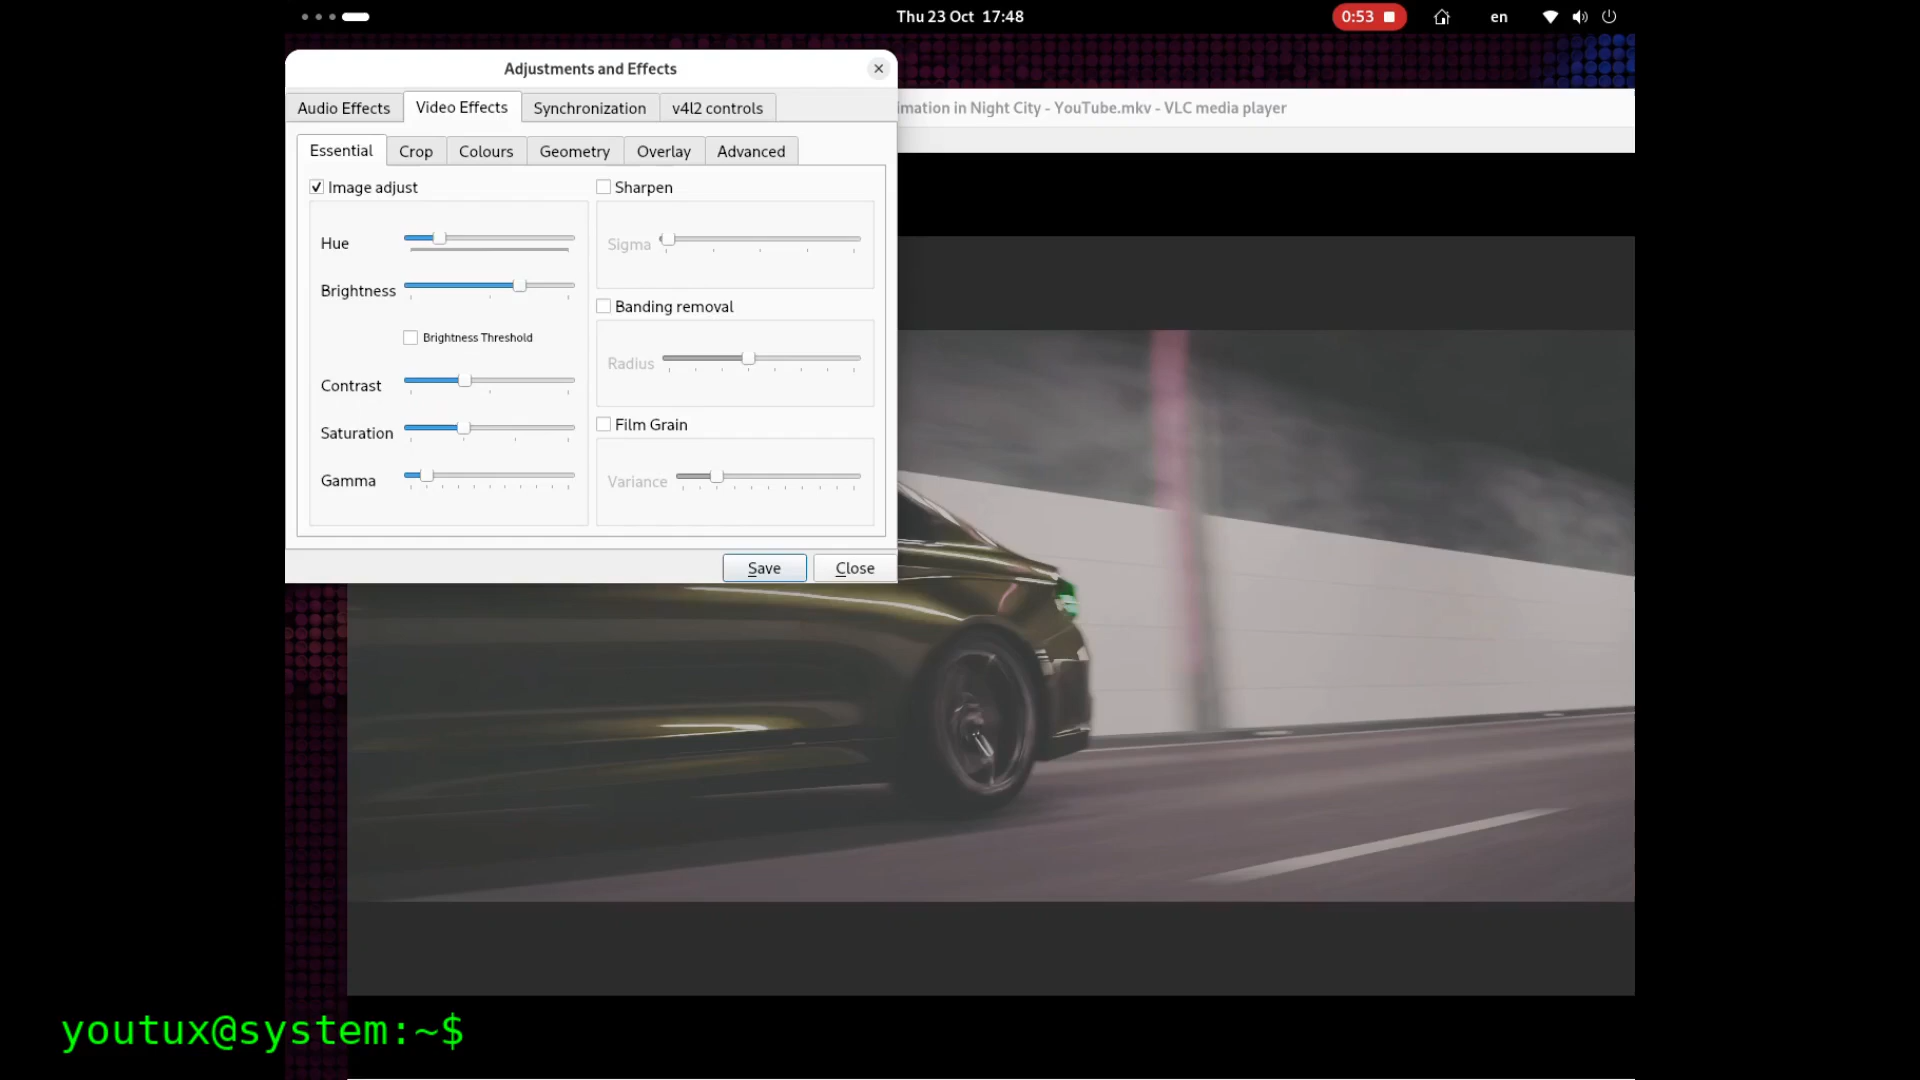 Thu 23 Oct 17:48
0:53
en
Adjustments and Effects
Audio Effects
Video Effects
Synchronization
v4l2 controls
imation in Night City - YouTube.mkv - VLC media player
Essential
Crop
Colours
Geometry
Overlay
Advanced
Image adjust
Sharpen
Hue
Sigma
Brightness
Banding removal
Brightness Threshold
Radius
Contrast
Film Grain
Saturation
Gamma
Variance
Save
Close
youtux@system:~$